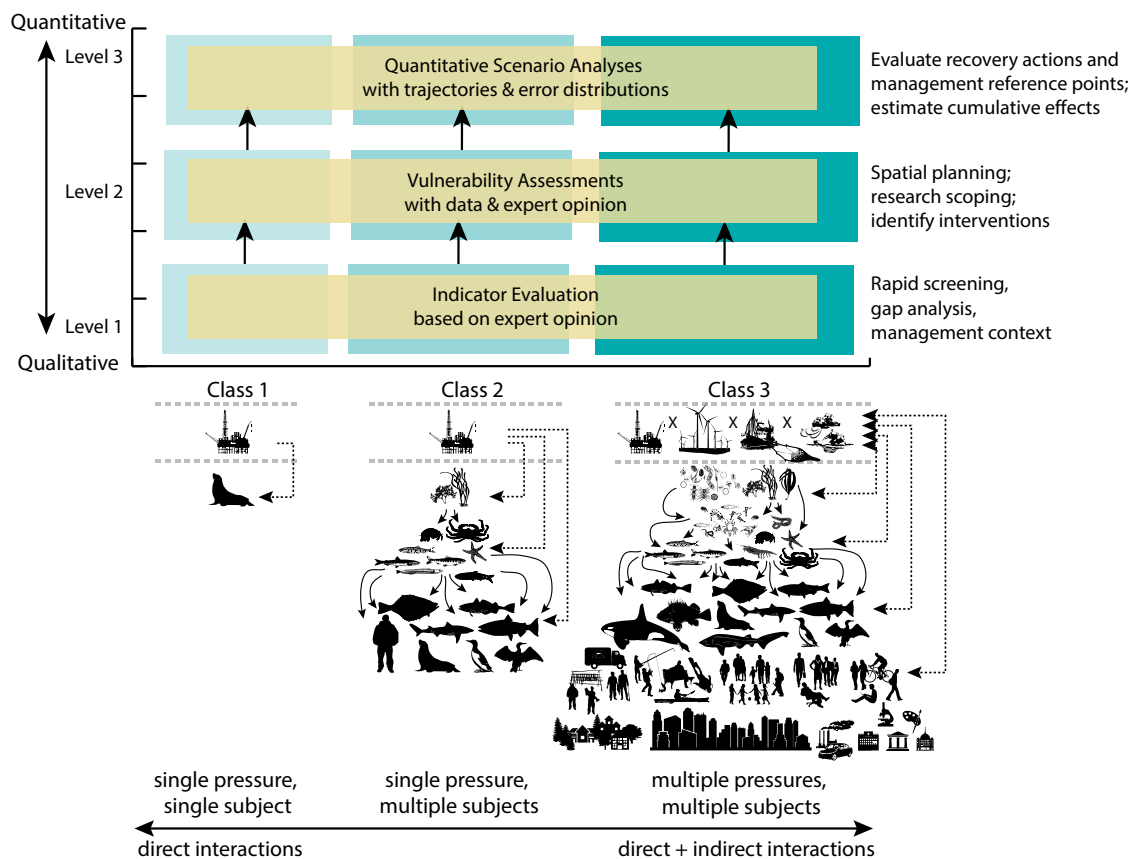 Quantitative
Level 3
Quantitative Scenario Analyses
with trajectories & error distributions
Evaluate recovery actions and
management reference points;
estimate cumulative effects
Level 2
Vulnerability Assessments
with data & expert opinion
Spatial planning;
research scoping;
identify interventions
Level 1
Indicator Evaluation
based on expert opinion
Rapid screening,
gap analysis,
management context
Qualitative
Class 1
Class 2
Class 3
X X X
single pressure,
single subject
single pressure,
multiple subjects
multiple pressures,
multiple subjects
direct interactions
direct + indirect interactions